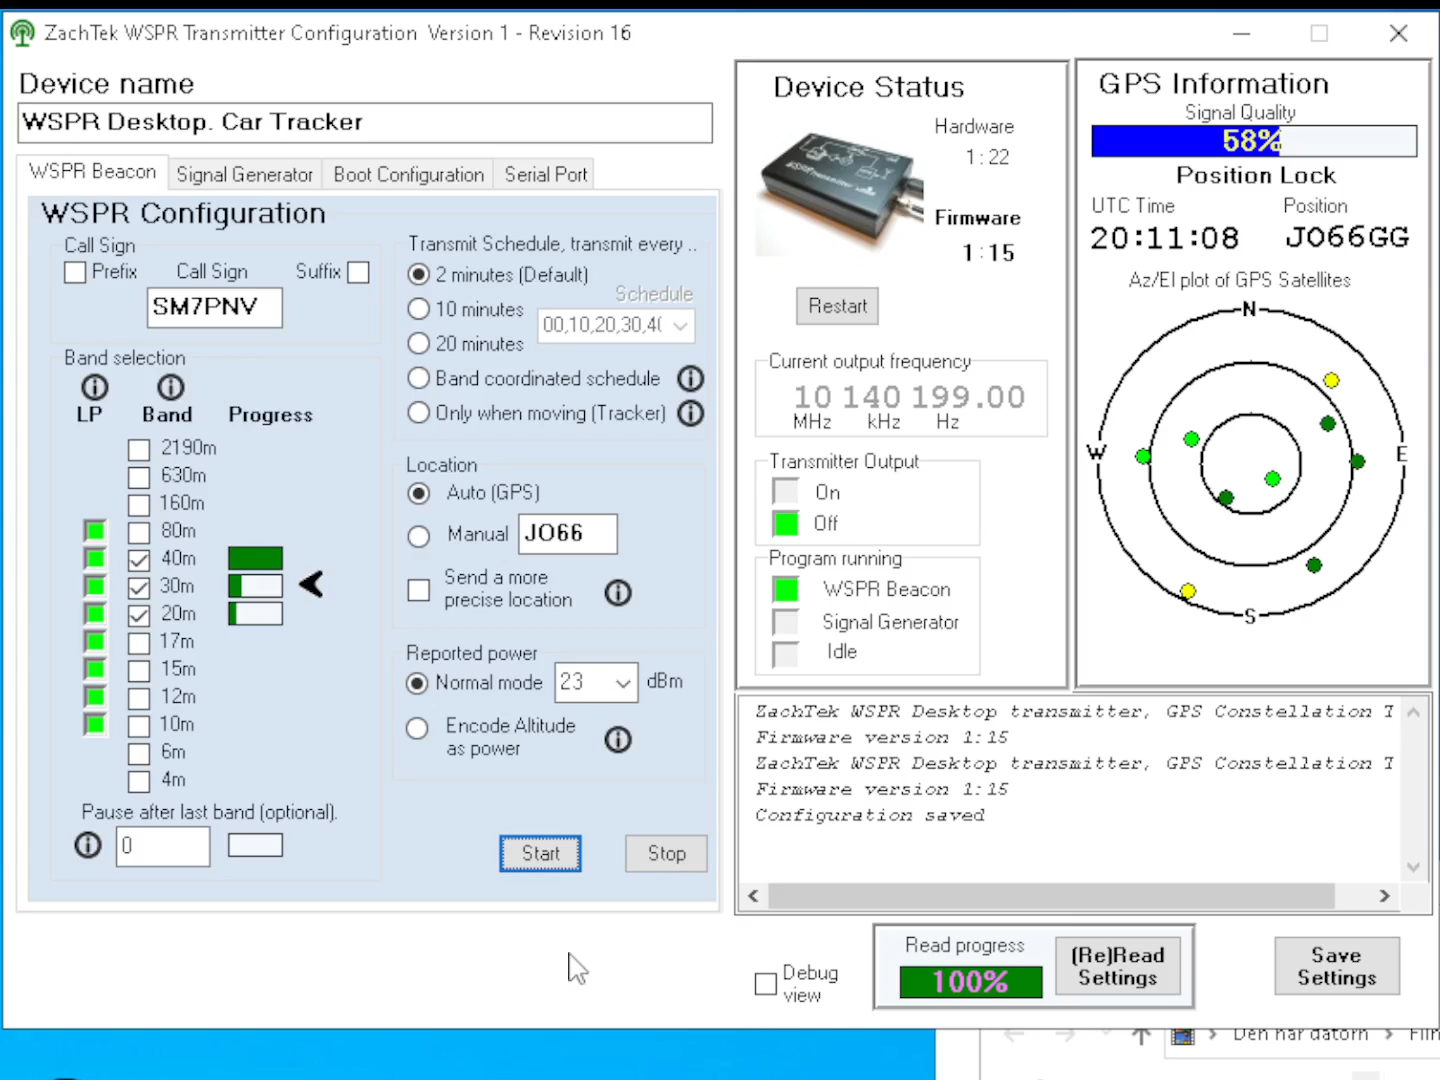 ZachTek WSPR Transmitter Configuration  Version 1 - Revision 16
Device name
WSPR Desktop. Car Tracker
WSPR Beacon
Signal Generator
Boot Configuration
Serial Port
WSPR Configuration
Call Sign
Prefix
Call Sign
Suffix
SM7PNV
Band selection
LP
Band
Progress
2190m
630m
160m
80m
40m
30m
20m
17m
15m
12m
10m
6m
4m
Pause after last band (optional).
0
Transmit Schedule, transmit every ..
2 minutes (Default)
Schedule
10 minutes
00,10,20,30,4(
20 minutes
Band coordinated schedule
Only when moving (Tracker)
Location
Auto (GPS)
Manual
JO66
Send a more
precise location
Reported power
Normal mode
23
dBm
Encode Altitude
as power
Start
Stop
Device Status
Hardware
1:22
Firmware
1:15
Restart
Current output frequency
10 140 199.00
MHz kHz Hz
Transmitter Output
On
Off
Program running
WSPR Beacon
Signal Generator
Idle
GPS Information
Signal Quality
58%
Position Lock
UTC Time
Position
20:11:08
JO66GG
Az/El plot of GPS Satellites
N
W
E
S
ZachTek WSPR Desktop transmitter, GPS Constellation T
Firmware version 1:15
ZachTek WSPR Desktop transmitter, GPS Constellation T
Firmware version 1:15
Configuration saved
Debug
view
Read progress
100%
(Re)Read
Settings
Save
Settings
Den här datorn